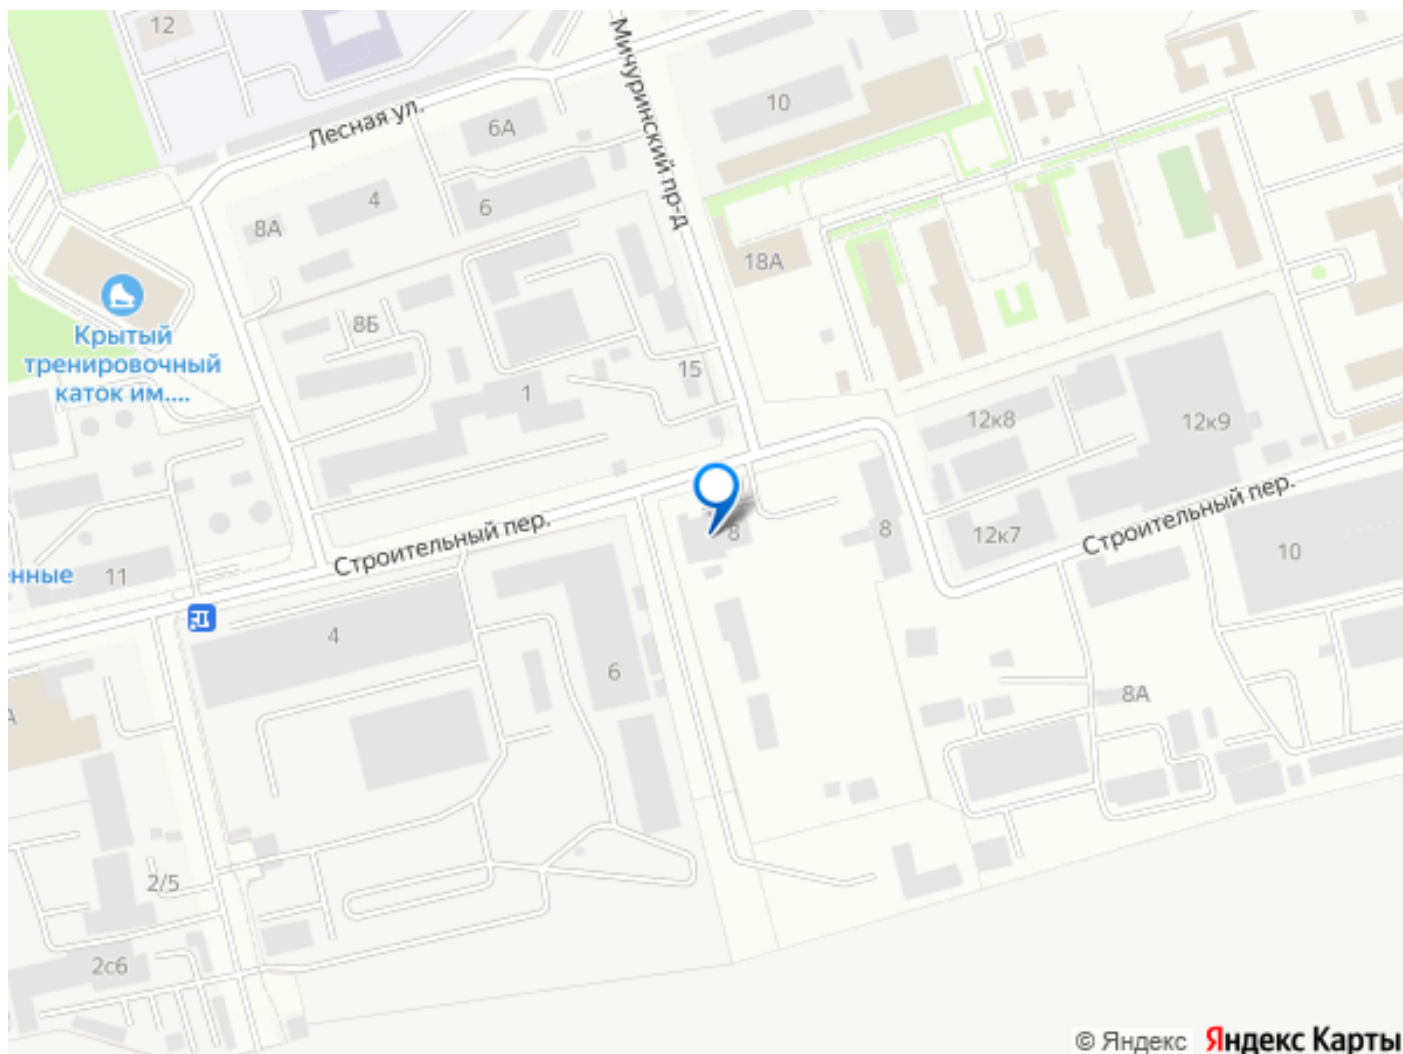 12
Мичуринский пр-д
Лесная ул.
10
6А
4
6
8А
18А
8Б
Крытый
тренировочный
каток им....
15
1
12к8
12к9
Строительный пер.
8
8
12к7
Строительный пер.
10
енные
11
4
6
8А
А
2/5
2с6
© Яндекс Яндекс Карты